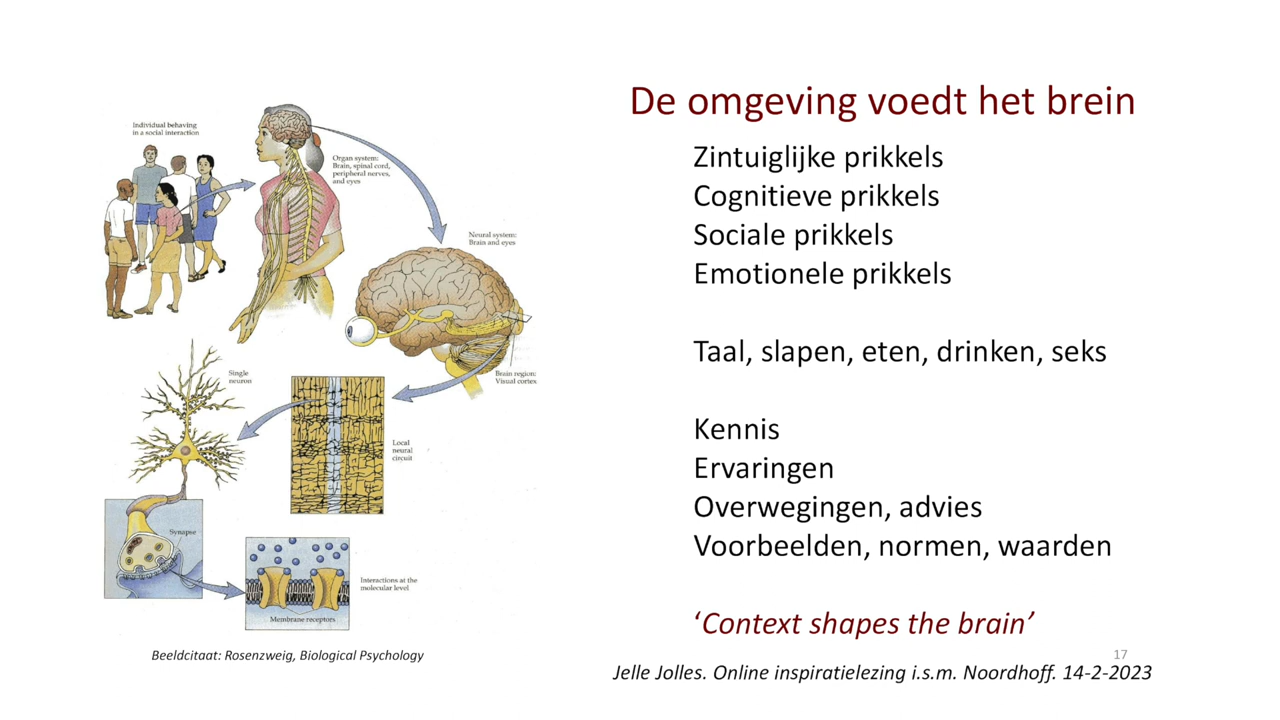 De omgeving voedt het brein
Individual behaving
in a social interaction
Organ system:
Brain, spinal cord,
peripheral nerves,
and eyes
Neural system:
Brain and eyes
Brain region:
Visual cortex
Single
neuron
Local
neural
circuit
Synapse
Interactions at the
molecular level
Membrane receptors
Beeldcitaat: Rosenzweig, Biological Psychology
Zintuiglijke prikkels
Cognitieve prikkels
Sociale prikkels
Emotionele prikkels
Taal, slapen, eten, drinken, seks
Kennis
Ervaringen
Overwegingen, advies
Voorbeelden, normen, waarden
‘Context shapes the brain’
17
Jelle Jolles. Online inspiratielezing i.s.m. Noordhoff. 14-2-2023